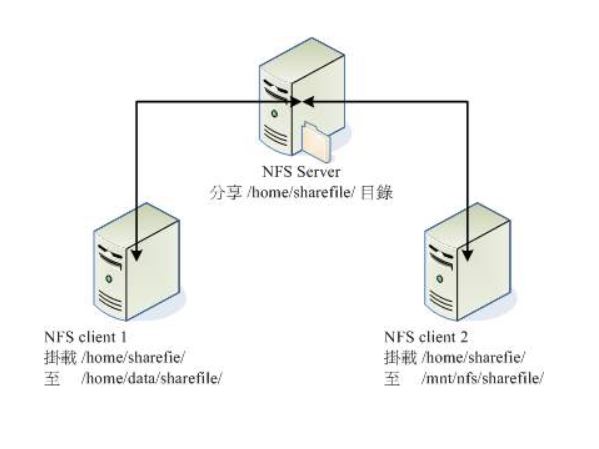 NFS Server
分享 /home/sharefile/ 目錄
NFS client 1
掛載 /home/sharefie/
至 /home/data/sharefile/
NFS client 2
掛載 /home/sharefie/
至 /mnt/nfs/sharefile/